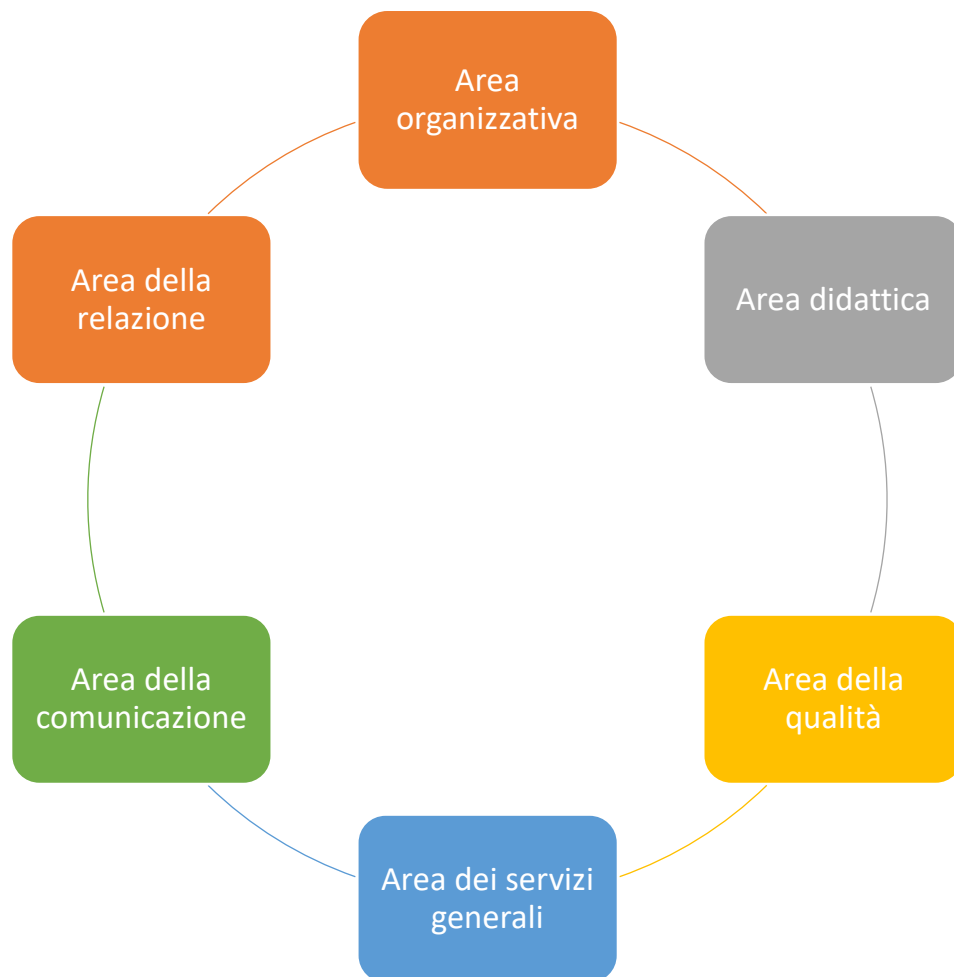 Area
organizzativa
Area didattica
Area della
qualità
Area dei servizi
generali
Area della
comunicazione
Area della
relazione